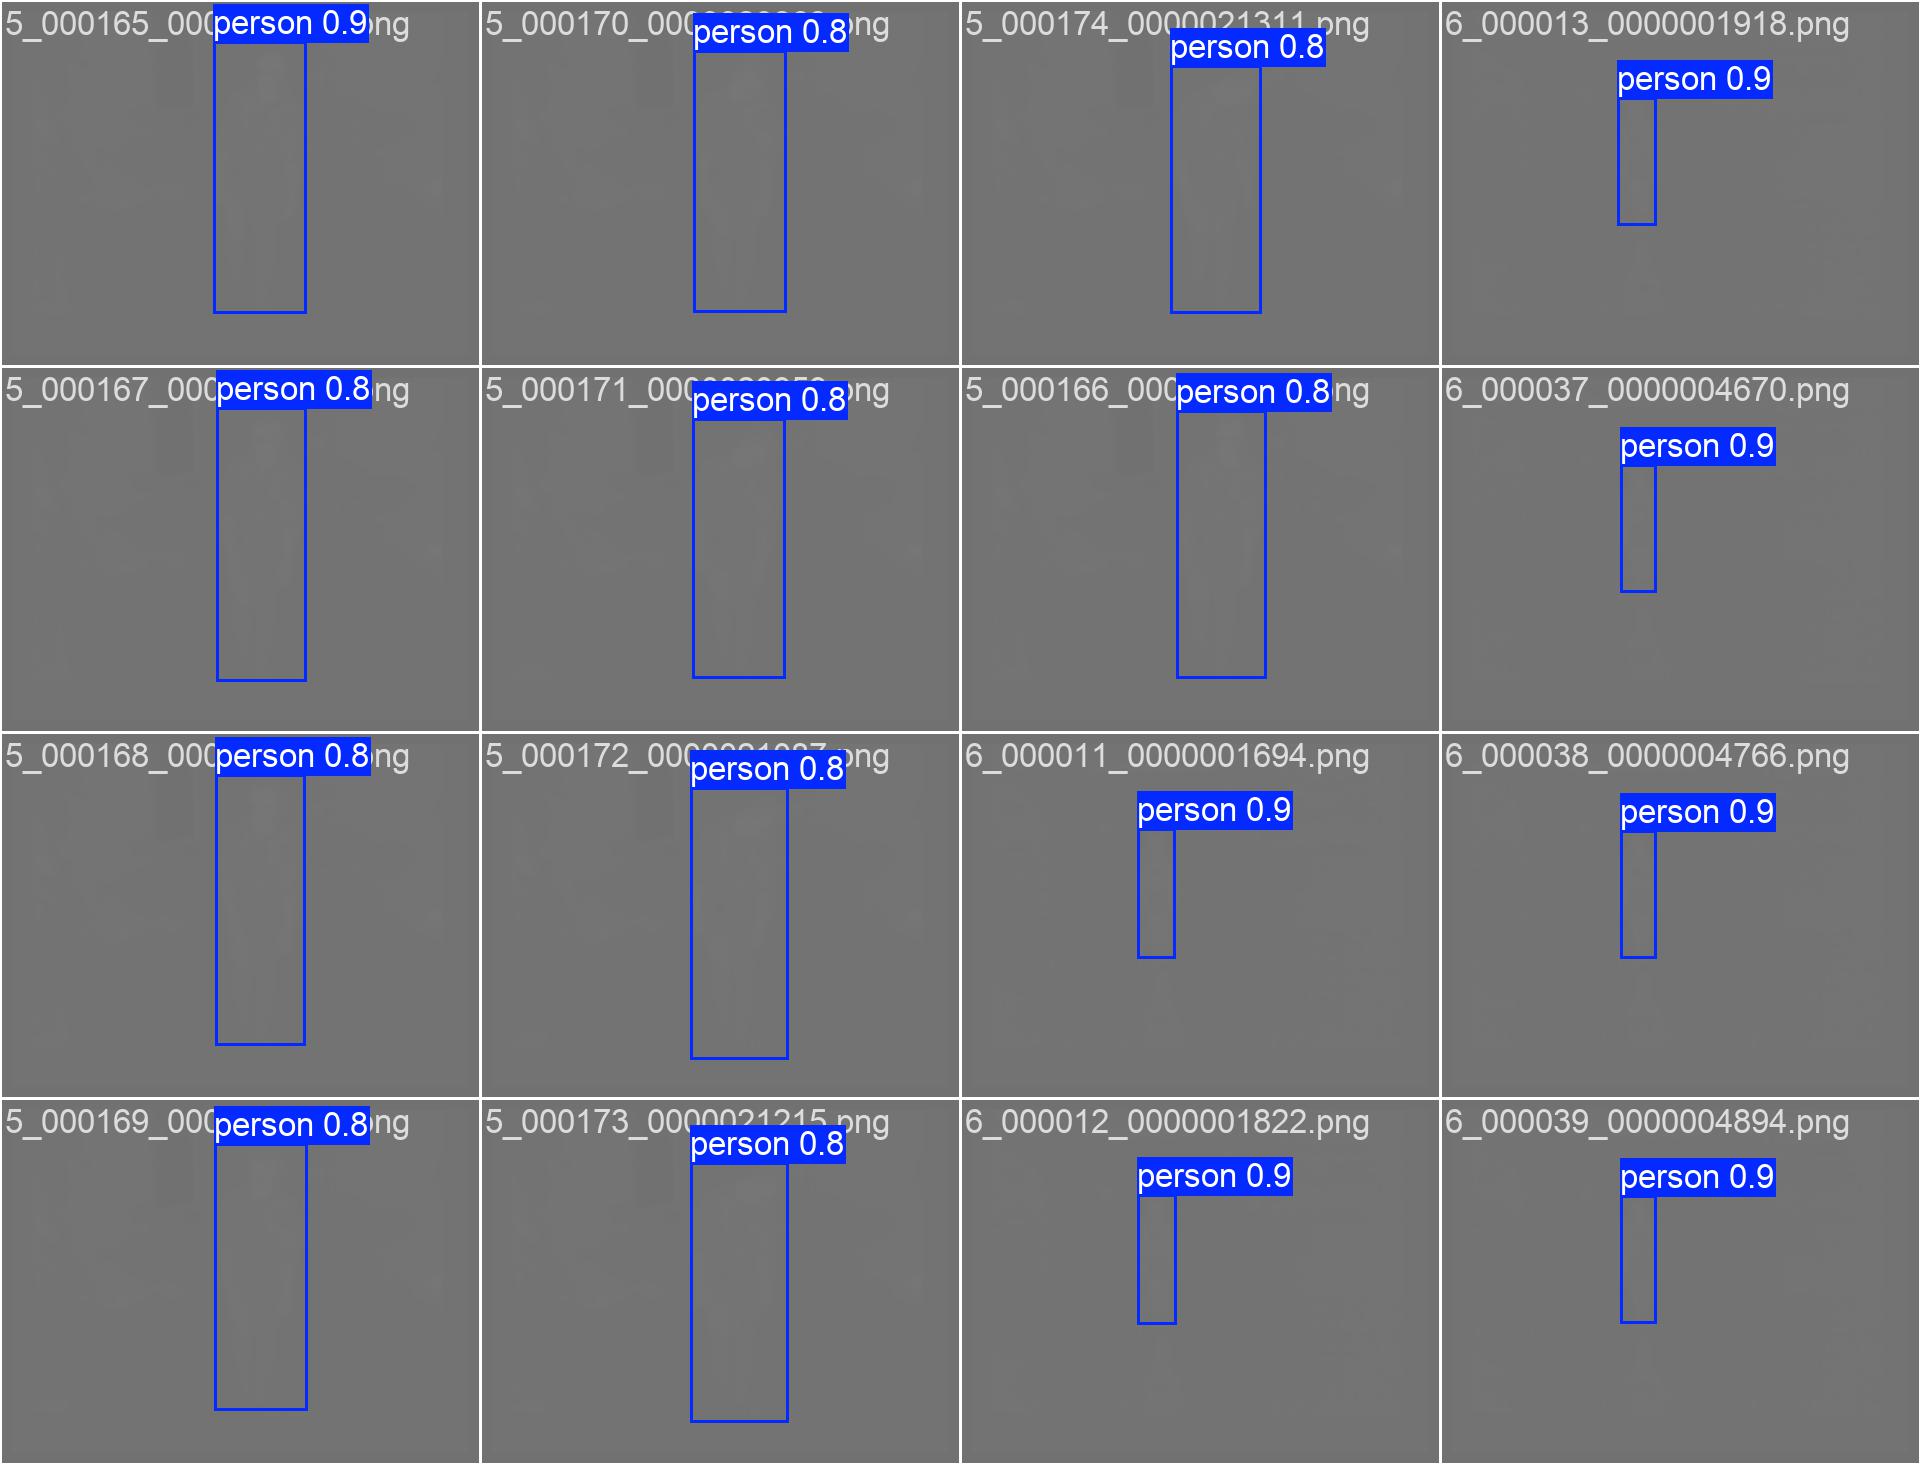 5_000165_000 person 0.9 png
5_000170_000 person 0.8 png
5_000174_0000021311.png
person 0.8
6_000013_0000001918.png
person 0.9
5_000167_000 person 0.8 ng
5_000171_000 png
person 0.8
5_000166_000 person 0.8 ng
6_000037_0000004670.png
person 0.9
5_000168_000 person 0.8 ng
5_000172_000 png
person 0.8
6_000011_0000001694.png
person 0.9
6_000038_0000004766.png
person 0.9
5_000169_000 person 0.8 ng
5_000173_0000021215.png
person 0.8
6_000012_0000001822.png
person 0.9
6_000039_0000004894.png
person 0.9